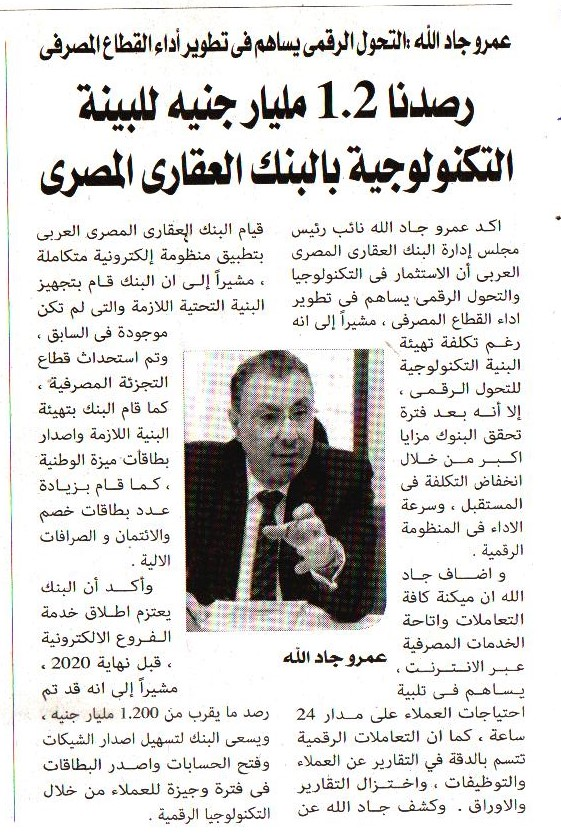 عمرو جاد الله :التحول الرقمى يساهم فى تطوير أداء القطاع المصرفى
رصدنا 1.2 مليار جنيه للبينة
التكنولوجية بالبنك العقارى المصرى
اكد عمرو جاد الله نائب رئيس
مجلس إدارة البنك العقارى المصرى
العربي أن الاستثمار فى التكنولوجيا
والتحول الرقمى يساهم فى تطوير
اداء القطاع المصرفى ، مشيراً إلى انه
رغم تكلفة تهيئة
البنية التكنولوجية
للتحول الرقمى ،
إلا أنه بعد فترة
تحقق البنوك مزايا
اكبر من خلال
انخفاض التكلفة فى
المستقبل ، وسرعة
الاداء فى المنظومة
الرقمية .
و اضاف جاد
الله ان ميكنة كافة
التعاملات واتاحة
الخدمات المصرفية
عبر الانترنت ،
يساهم فى تلبية
احتياجات العملاء على مدار 24
ساعة ، كما ان التعاملات الرقمية
تتسم بالدقة في التقارير عن العملاء
والتوظيفات ، واختزال التقارير
والاوراق . وكشف جاد الله عن
قيام البنك العقارى المصرى العربى
بتطبيق منظومة إلكترونية متكاملة
، مشيراً إلى ان البنك قام بتجهيز
البنية التحتية اللازمة والتى لم تكن
موجودة فى السابق ،
وتم استحداث قطاع
التجزئة المصرفية ،
كما قام البنك بتهيئة
البنية اللازمة واصدار
بطاقأت ميزة الوطنية
، كما قام بزيادة
عدد بطاقات خصم
والائتمان و الصرافات
الالية .
وأكد أن البنك
يعتزم اطلاق خدمة
الفروع الالكترونية
، قبل نهاية 2020 ،
مشيراً إلى انه قد تم
رصد ما يقرب من 1.200 مليار جنيه ،
ويسعى البنك لتسهيل اصدار الشيكات
وفتح الحسابات واصدر البطاقات
فى فترة وجيزة للعملاء من خلال
التكنولوجيا الرقمية .
عمرو جاد الله